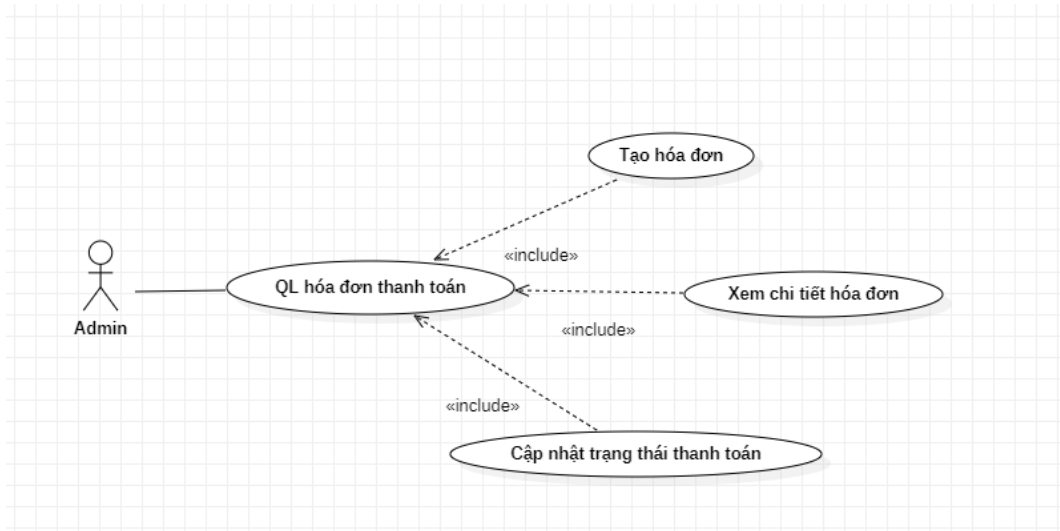 Tạo hóa đơn
«include»
QL hóa đơn thanh toán
Xem chi tiết hóa đơn
Admin
«include»
«include»
Cập nhật trạng thái thanh toán